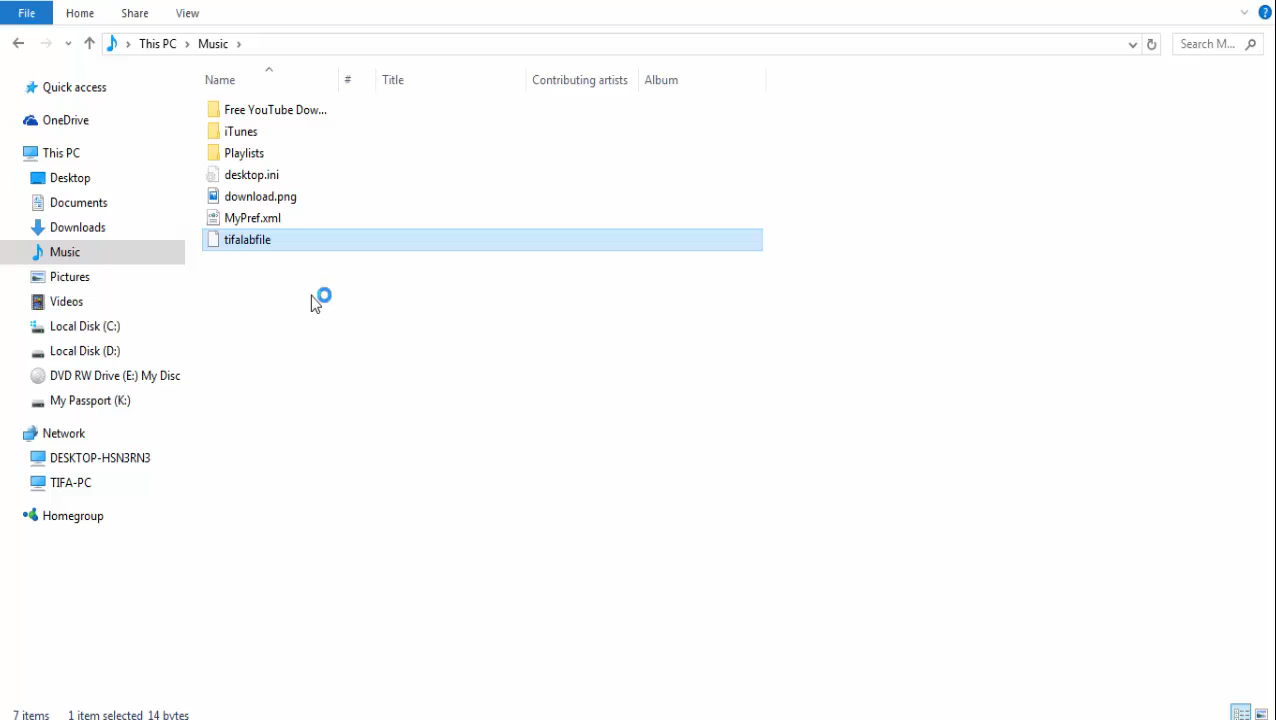 File Home Share View
This PC Music Search M...
Name # Title Contributing artists Album
Quick access
OneDrive
This PC
Desktop
Documents
Downloads
Music
Pictures
Videos
Local Disk (C:)
Local Disk (D:)
DVD RW Drive (E:) My Disc
My Passport (K:)
Network
DESKTOP-HSN3RN3
TIFA-PC
Homegroup
Free YouTube Dow...
iTunes
Playlists
desktop.ini
download.png
MyPref.xml
tifalabfile
7 items 1 item selected 14 bytes